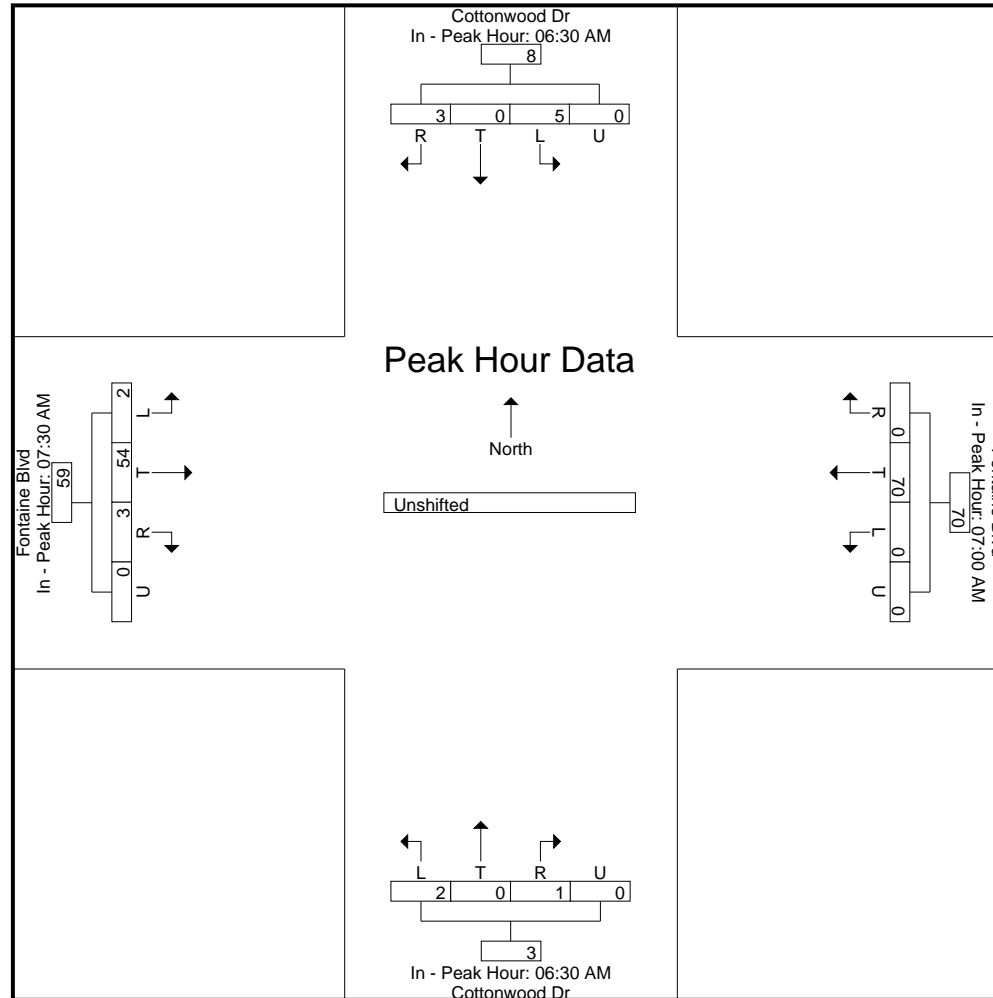 Cottonwood Dr
In - Peak Hour: 06:30 AM
8
3 0 5 0
R T L U
Peak Hour Data
North
Unshifted
Fontaine Blvd
In - Peak Hour: 07:30 AM
59
2 54 3 0
L T R U
In - Peak Hour: 07:00 AM
70
0 70 0 0
R T L U
L T R U
2 0 1 0
3
In - Peak Hour: 06:30 AM
Cottonwood Dr